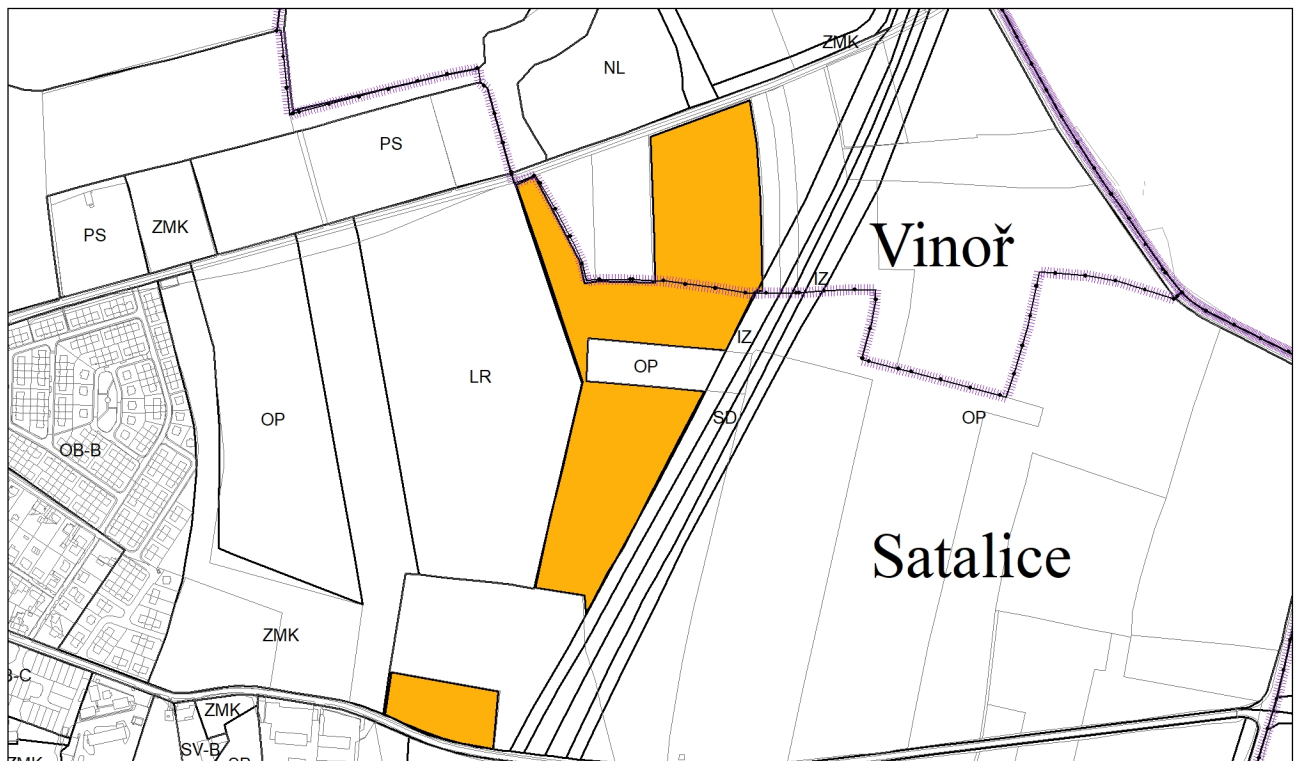 ZMK
NL
PS
PS
ZMK
Vinoř
IZ
IZ
OP
LR
OP
SD
OP
OB-B
Satalice
ZMK
ZMK
SV-B